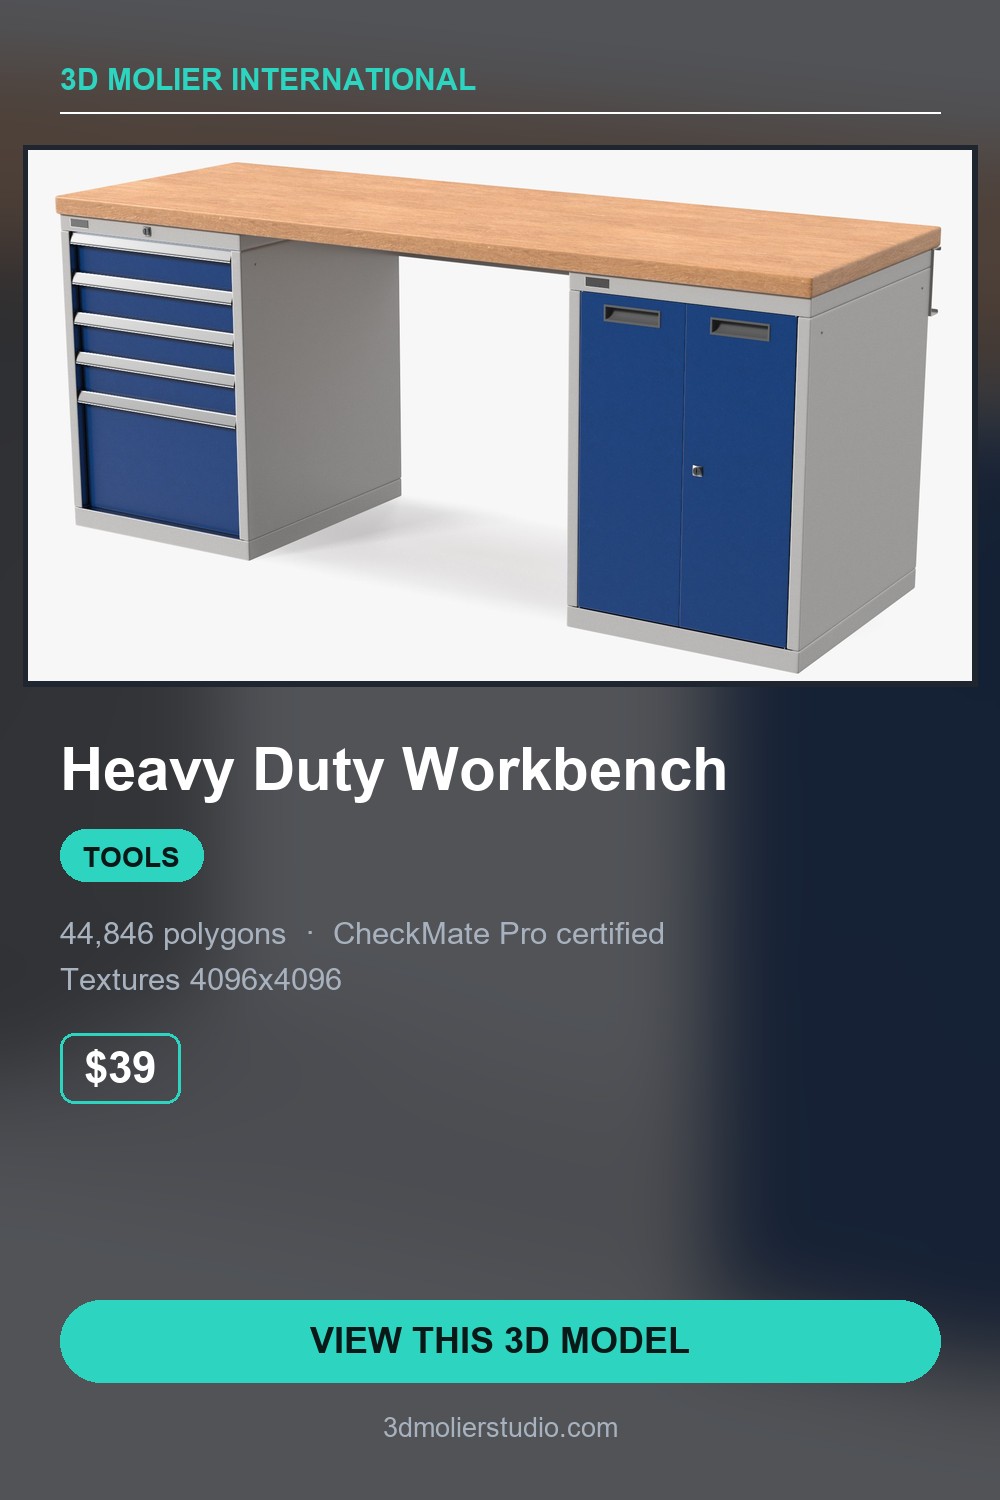 3D MOLIER INTERNATIONAL
Heavy Duty Workbench
TOOLS
44,846 polygons · CheckMate Pro certified
Textures 4096x4096
$39
VIEW THIS 3D MODEL
3dmolierstudio.com